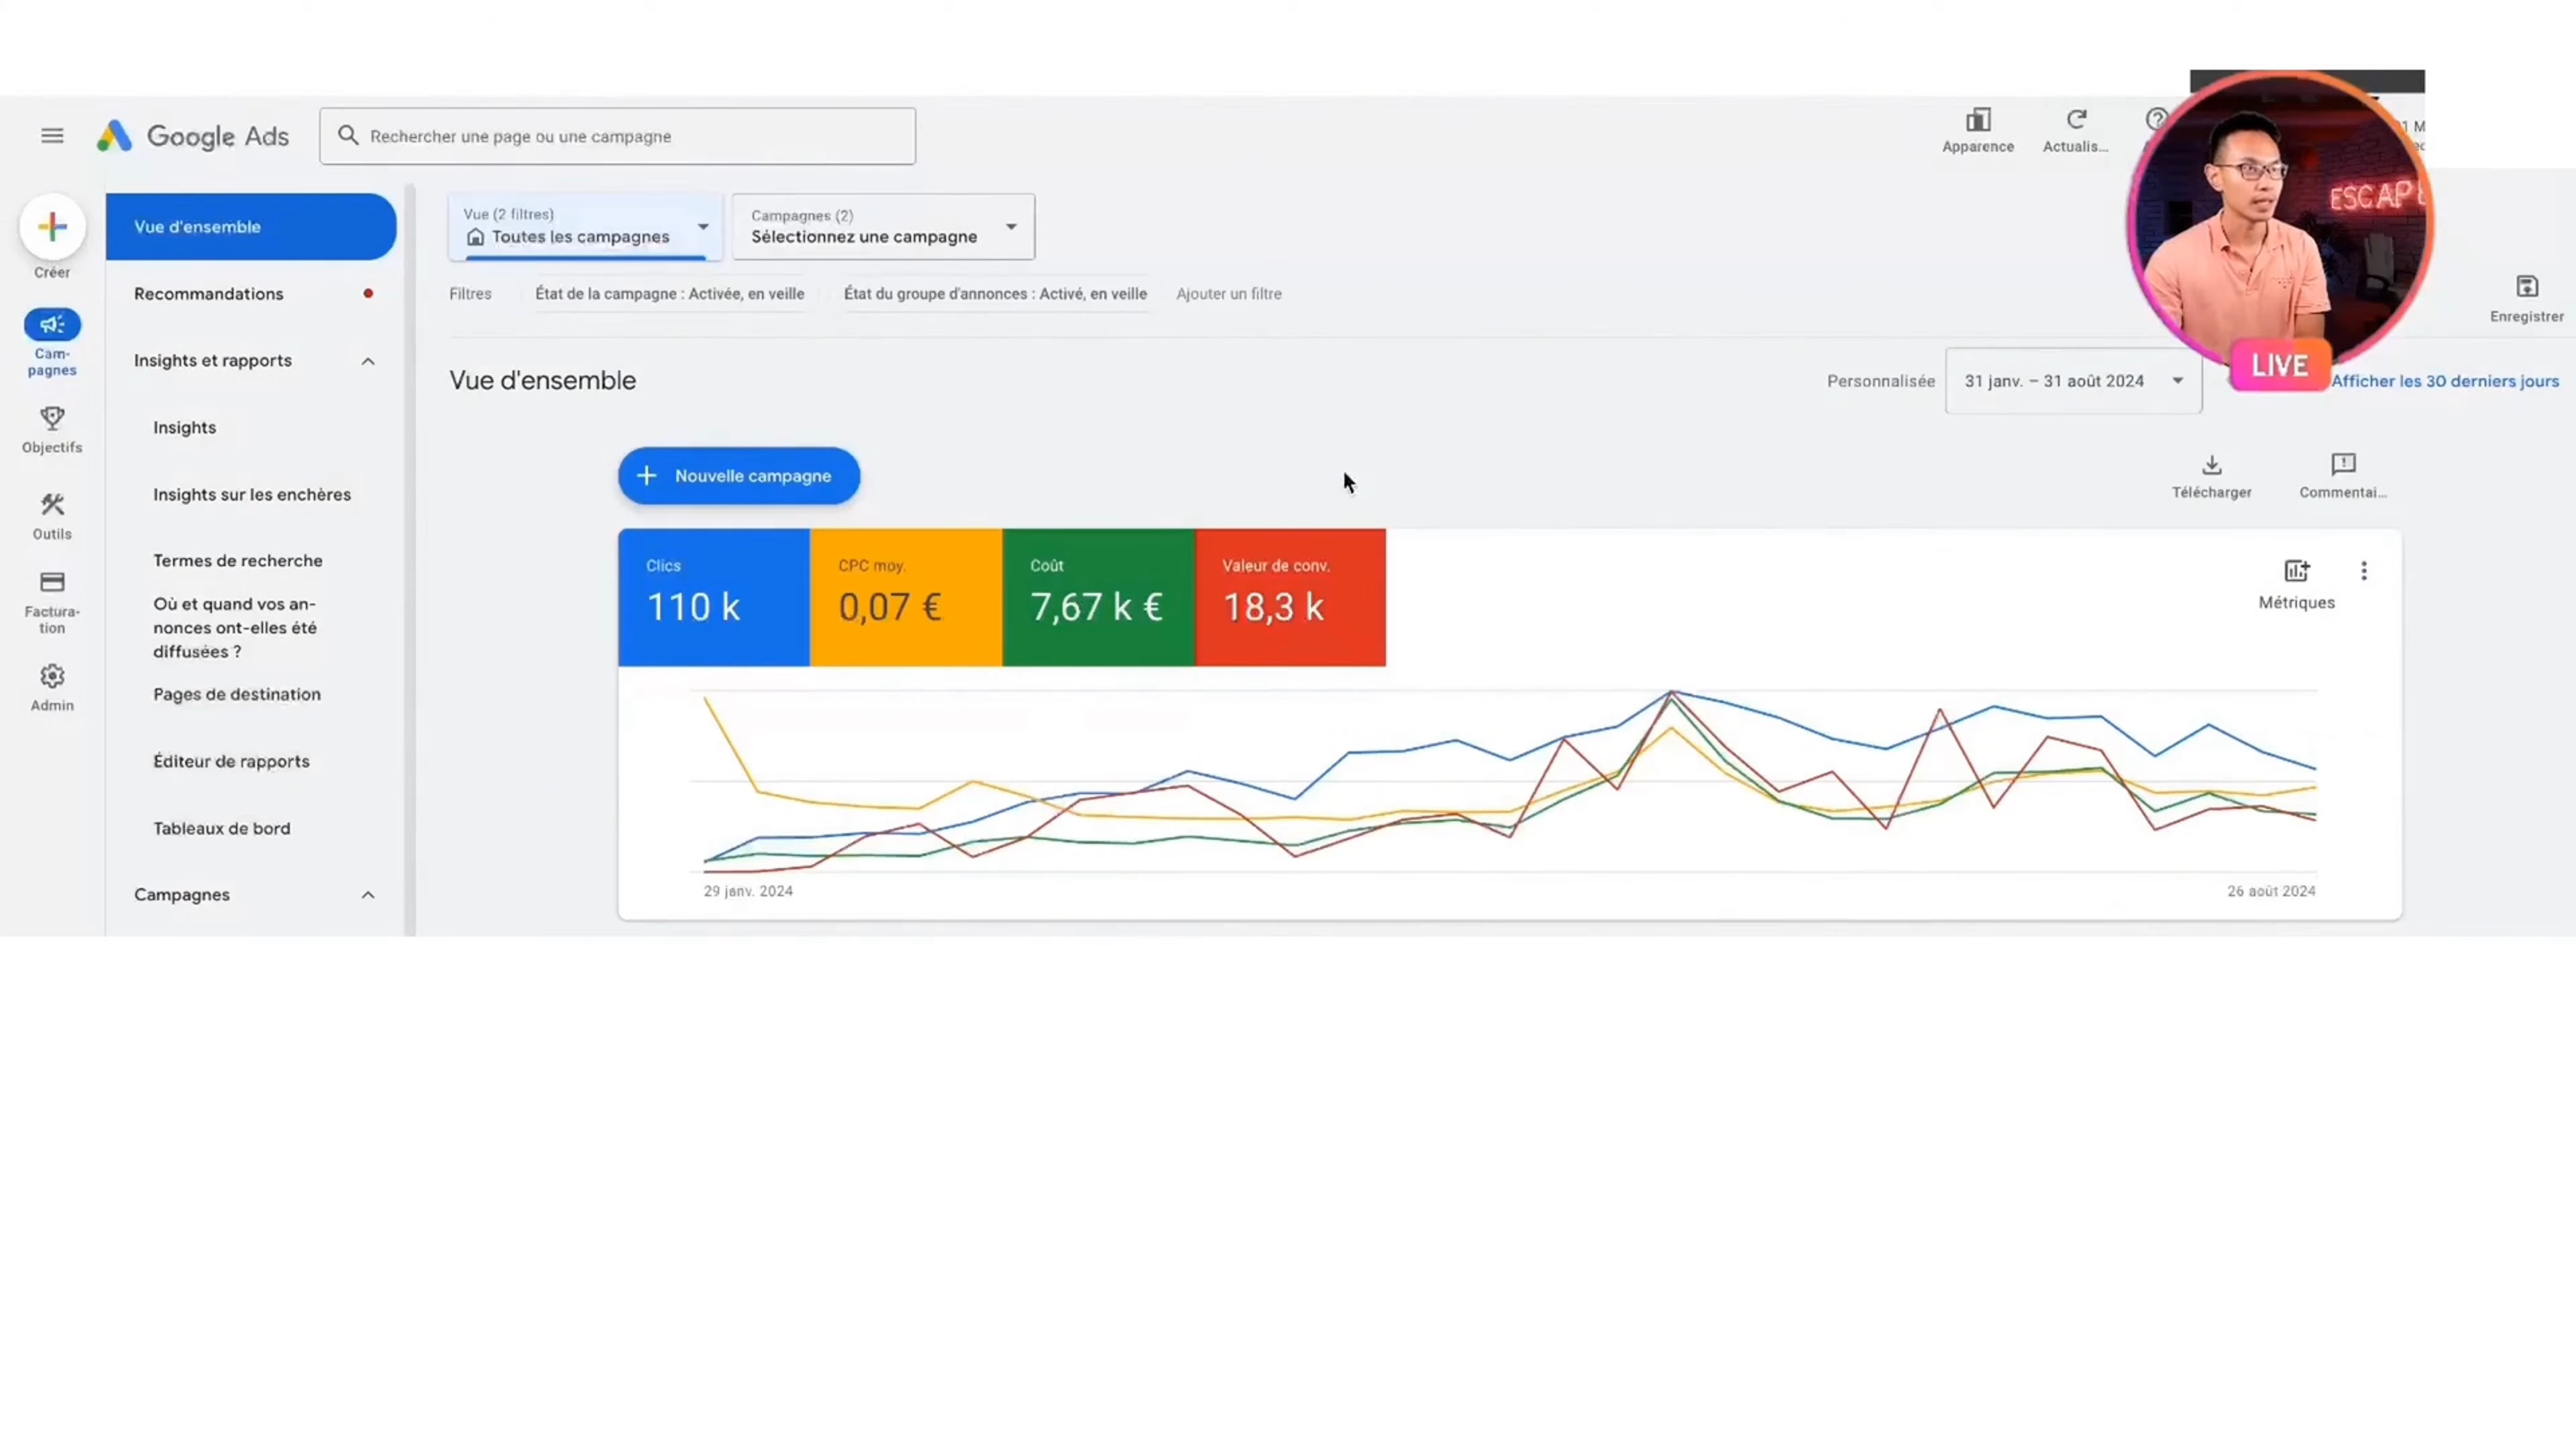 Google Ads
Rechercher une page ou une campagne
Apparence
Actualis...
Créer
Cam-
pagnes
Objectifs
Outils
Factura-
tion
Admin
Vue d'ensemble
Recommandations
Insights et rapports
Insights
Insights sur les enchères
Termes de recherche
Où et quand vos an-
nonces ont-elles été
diffusées ?
Pages de destination
Éditeur de rapports
Tableaux de bord
Campagnes
Vue (2 filtres)
Toutes les campagnes
Campagnes (2)
Sélectionnez une campagne
Filtres
État de la campagne : Activée, en veille
État du groupe d'annonces : Activé, en veille
Ajouter un filtre
ESCAP
LIVE
Enregistrer
Vue d'ensemble
Personnalisée
31 janv. – 31 août 2024
Afficher les 30 derniers jours
Nouvelle campagne
Télécharger
Commentai...
Clics
110 k
CPC moy.
0,07 €
Coût
7,67 k €
Valeur de conv.
18,3 k
Métriques
29 janv. 2024
26 août 2024